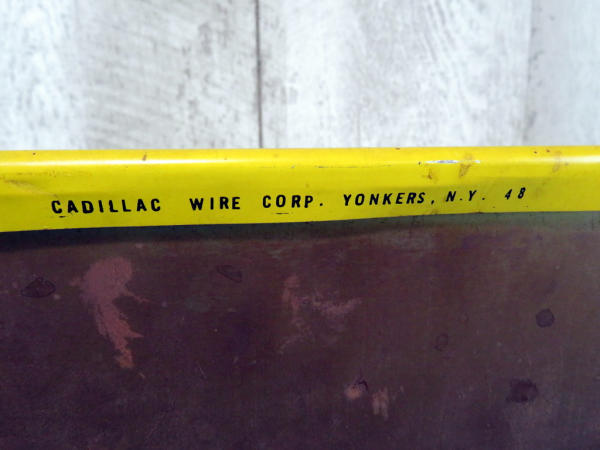 CADILLAC WIRE CORP. YONKERS, N.Y. 48